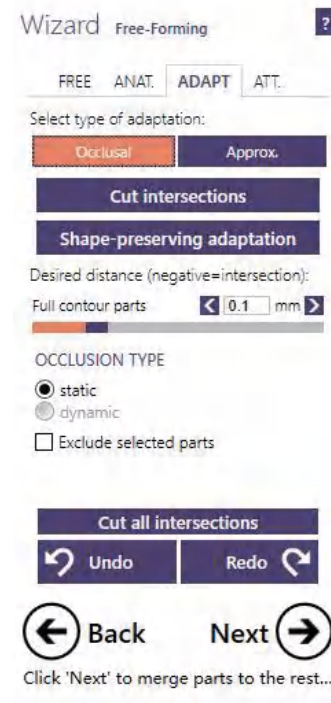 Wizard Free-Forming ?
FREE ANAT. ADAPT ATT.
Select type of adaptation:
Occlusal Approx.
Cut intersections
Shape-preserving adaptation
Desired distance (negative=intersection):
Full contour parts 0.1 mm
OCCLUSION TYPE
static
dynamic
Exclude selected parts
Cut all intersections
Undo Redo
Back Next
Click 'Next' to merge parts to the rest...